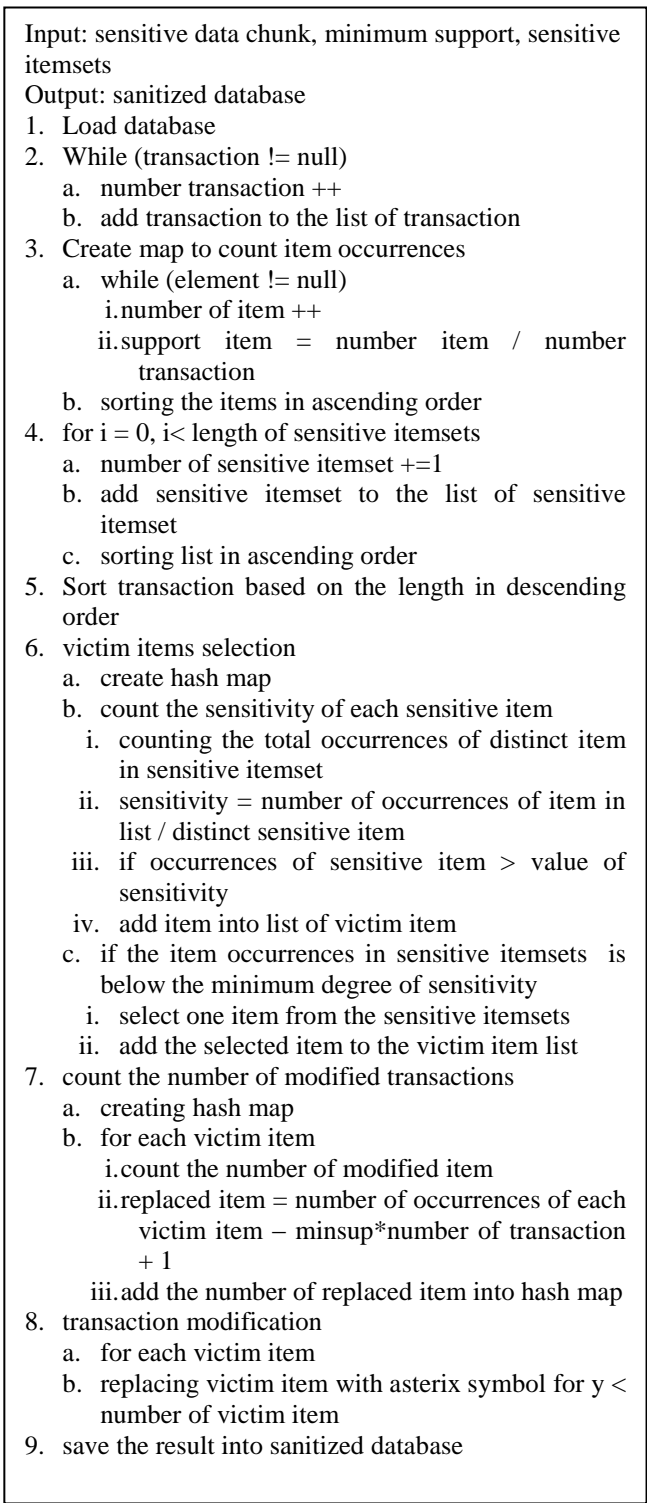 Input: sensitive data chunk, minimum support, sensitive
itemsets
Output: sanitized database
1. Load database
2. While (transaction != null)
a. number transaction ++
b. add transaction to the list of transaction
3. Create map to count item occurrences
a. while (element != null)
i.number of item ++
ii.support item = number item / number
transaction
b. sorting the items in ascending order
4. for i = 0, i< length of sensitive itemsets
a. number of sensitive itemset +=1
b. add sensitive itemset to the list of sensitive
itemset
c. sorting list in ascending order
5. Sort transaction based on the length in descending
order
6. victim items selection
a. create hash map
b. count the sensitivity of each sensitive item
i. counting the total occurrences of distinct item
in sensitive itemset
ii. sensitivity = number of occurrences of item in
list / distinct sensitive item
iii. if occurrences of sensitive item > value of
sensitivity
iv. add item into list of victim item
c. if the item occurrences in sensitive itemsets is
below the minimum degree of sensitivity
i. select one item from the sensitive itemsets
ii. add the selected item to the victim item list
7. count the number of modified transactions
a. creating hash map
b. for each victim item
i.count the number of modified item
ii.replaced item = number of occurrences of each
victim item – minsup*number of transaction
+ 1
iii.add the number of replaced item into hash map
8. transaction modification
a. for each victim item
b. replacing victim item with asterix symbol for y <
number of victim item
9. save the result into sanitized database